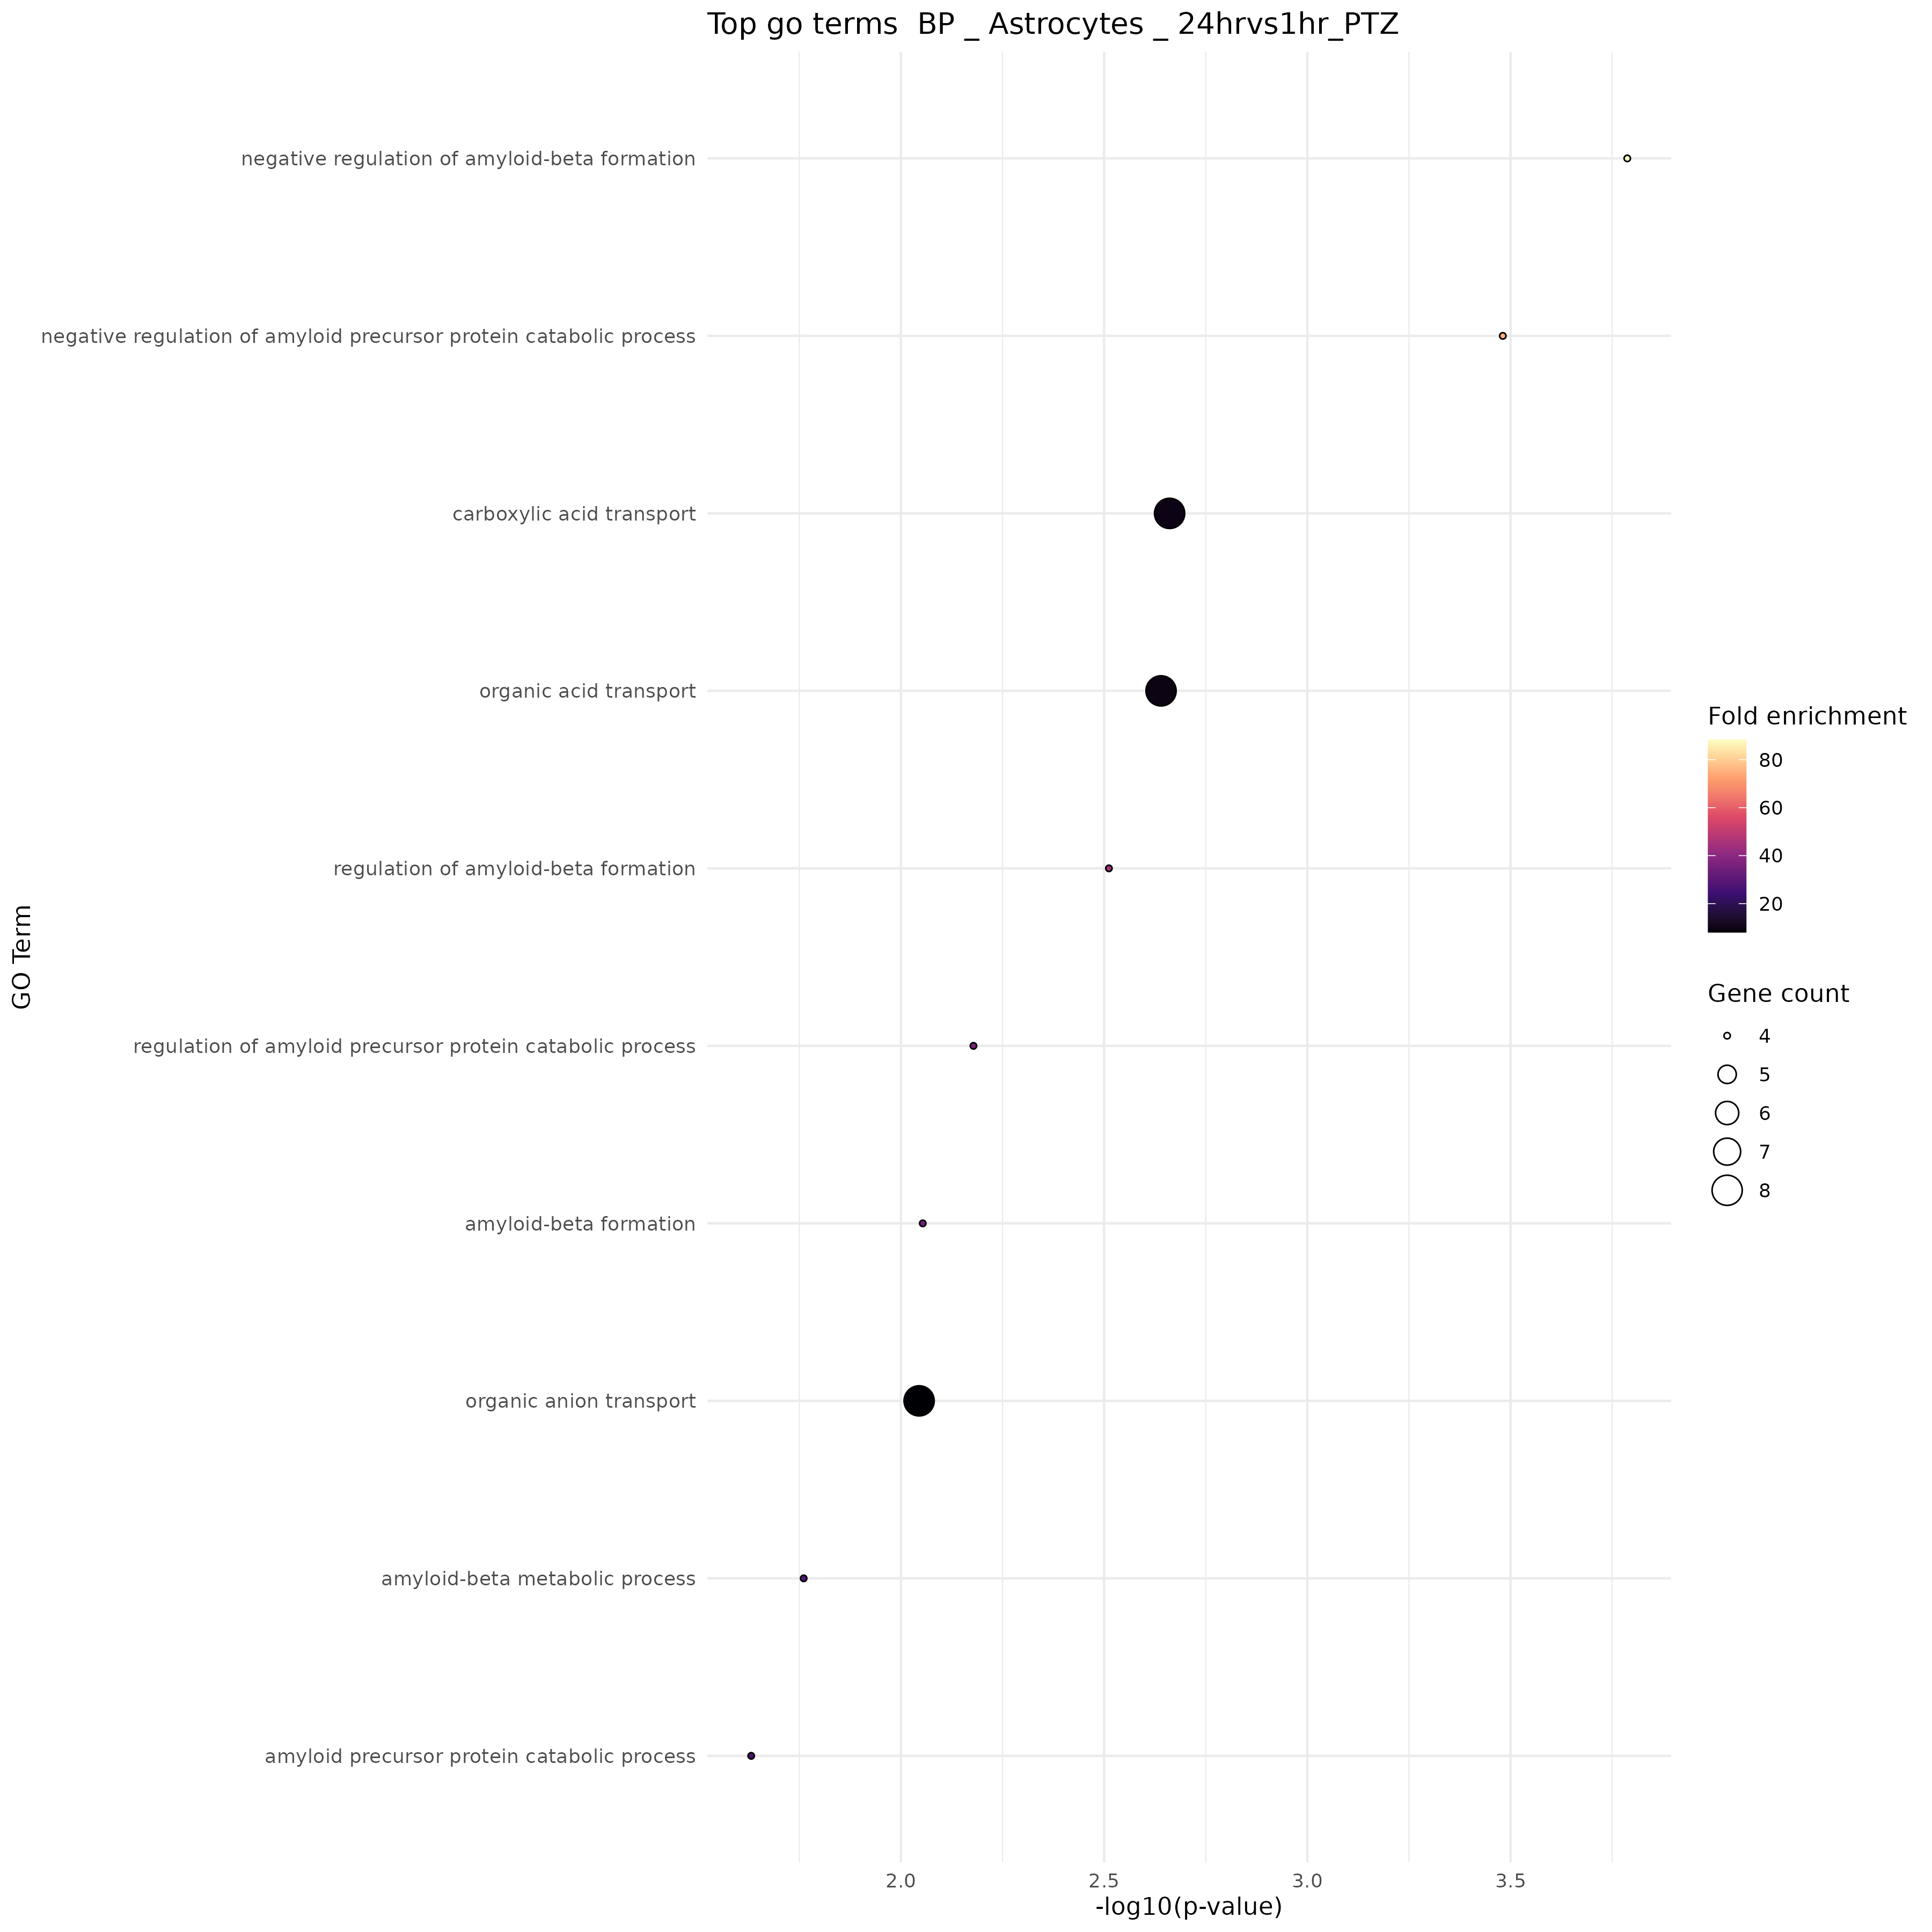 Top go terms  BP _ Astrocytes _ 24hrvs1hr_PTZ
negative regulation of amyloid-beta formation
negative regulation of amyloid precursor protein catabolic process
carboxylic acid transport
organic acid transport
regulation of amyloid-beta formation
regulation of amyloid precursor protein catabolic process
amyloid-beta formation
organic anion transport
amyloid-beta metabolic process
amyloid precursor protein catabolic process
GO Term
2.0 2.5 3.0 3.5
-log10(p-value)
Fold enrichment
80
60
40
20
Gene count
4
5
6
7
8